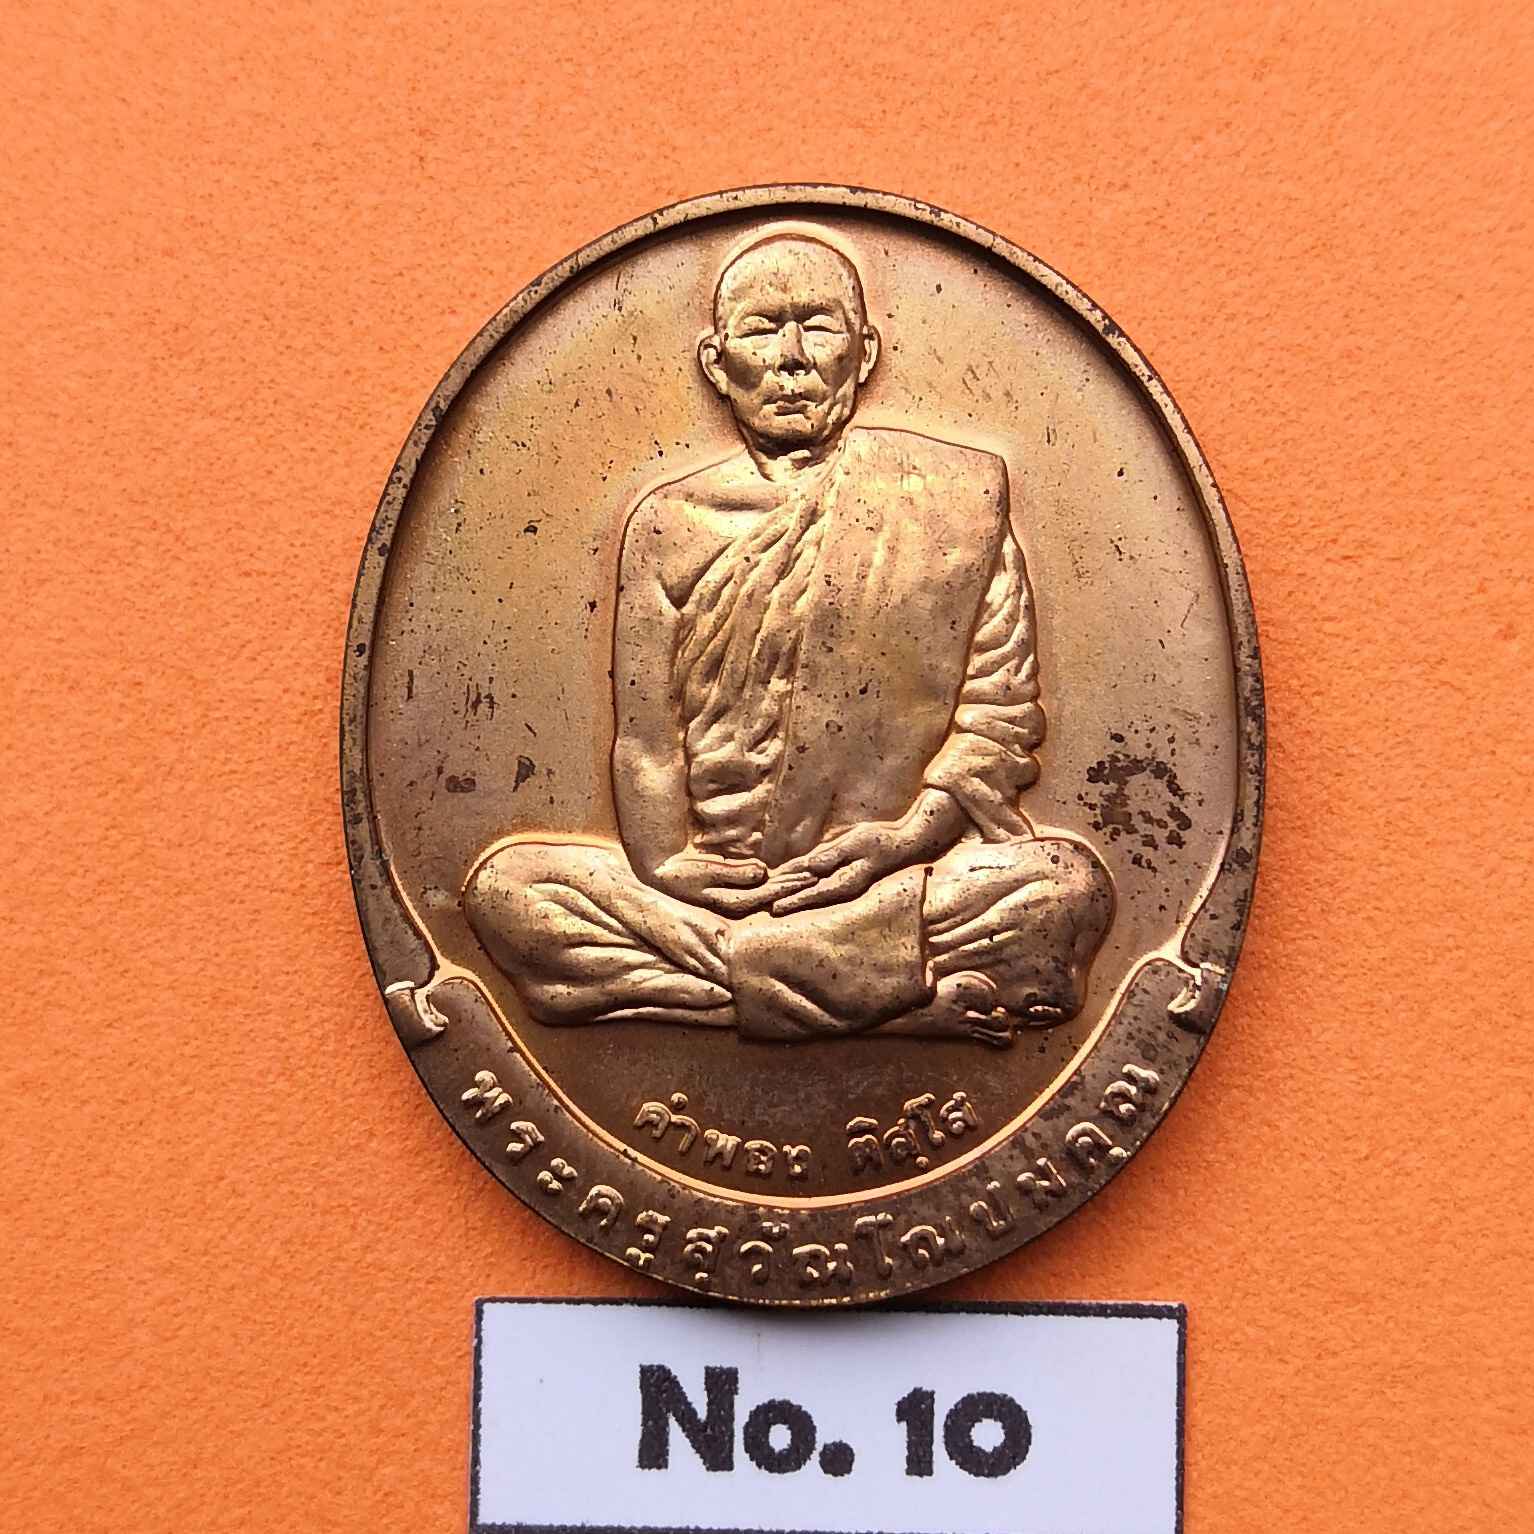 คำพอง ติสฺโส
พระครูสุวัณโณปมคุณ
No. 10